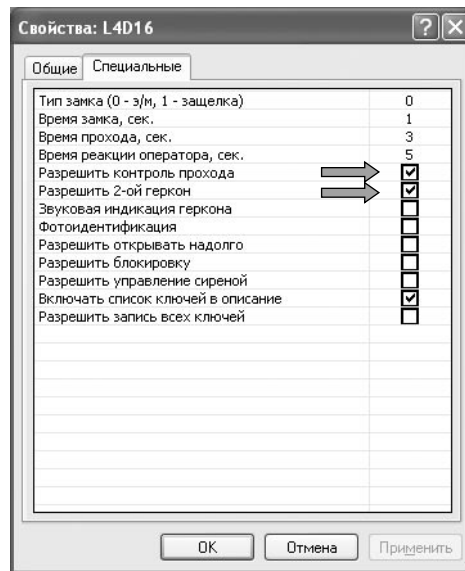 Свойства: L4D16
Общие Специальные
Тип замка (0 - э/м, 1 - защелка) 0
Время замка, сек. 1
Время прохода, сек. 3
Время реакции оператора, сек. 5
Разрешить контроль прохода
Разрешить 2-ой геркон
Звуковая индикация геркона
Фотоидентификация
Разрешить открывать надолго
Разрешить блокировку
Разрешить управление сиреной
Включать список ключей в описание
Разрешить запись всех ключей
OK Отмена Применить